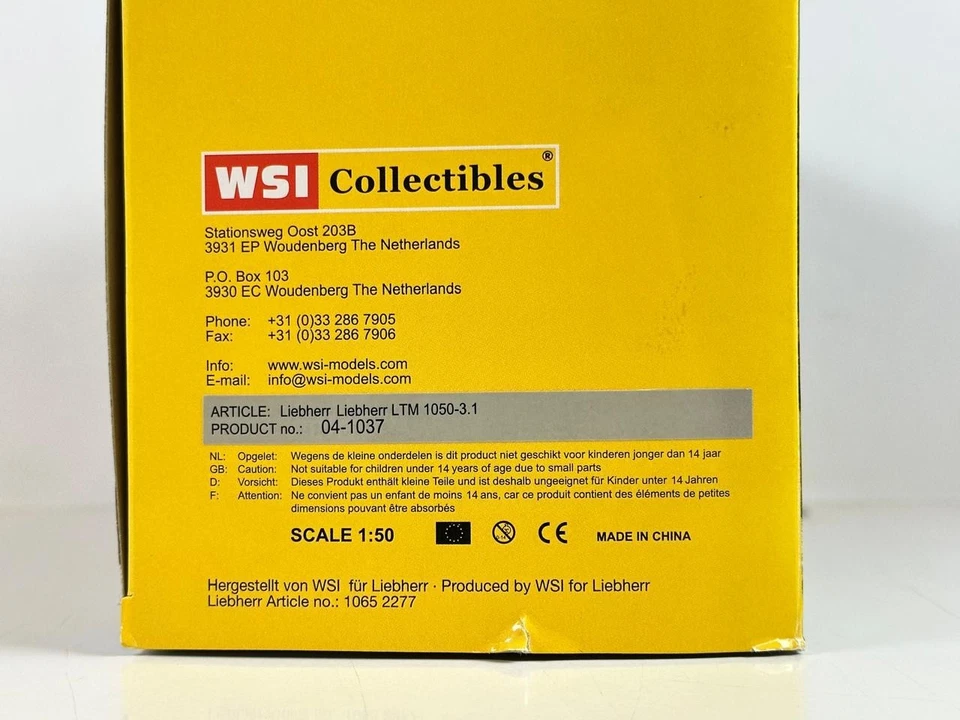 WSI Collectibles®
Stationsweg Oost 203B
3931 EP Woudenberg The Netherlands
P.O. Box 103
3930 EC Woudenberg The Netherlands
Phone: +31 (0)33 286 7905
Fax: +31 (0)33 286 7906
Info: www.wsi-models.com
E-mail: info@wsi-models.com
ARTICLE: Liebherr Liebherr LTM 1050-3.1
PRODUCT no.: 04-1037
NL: Opgelet: Wegens de kleine onderdelen is dit product niet geschikt voor kinderen jonger dan 14 jaar
GB: Caution: Not suitable for children under 14 years of age due to small parts
D: Vorsicht: Dieses Produkt enthält kleine Teile und ist deshalb ungeeignet für Kinder unter 14 Jahren
F: Attention: Ne convient pas un enfant de moins 14 ans, car ce produit contient des éléments de petites
dimensions pouvant être absorbés
SCALE 1:50 CE MADE IN CHINA
Hergestellt von WSI für Liebherr · Produced by WSI for Liebherr
Liebherr Article no.: 1065 2277